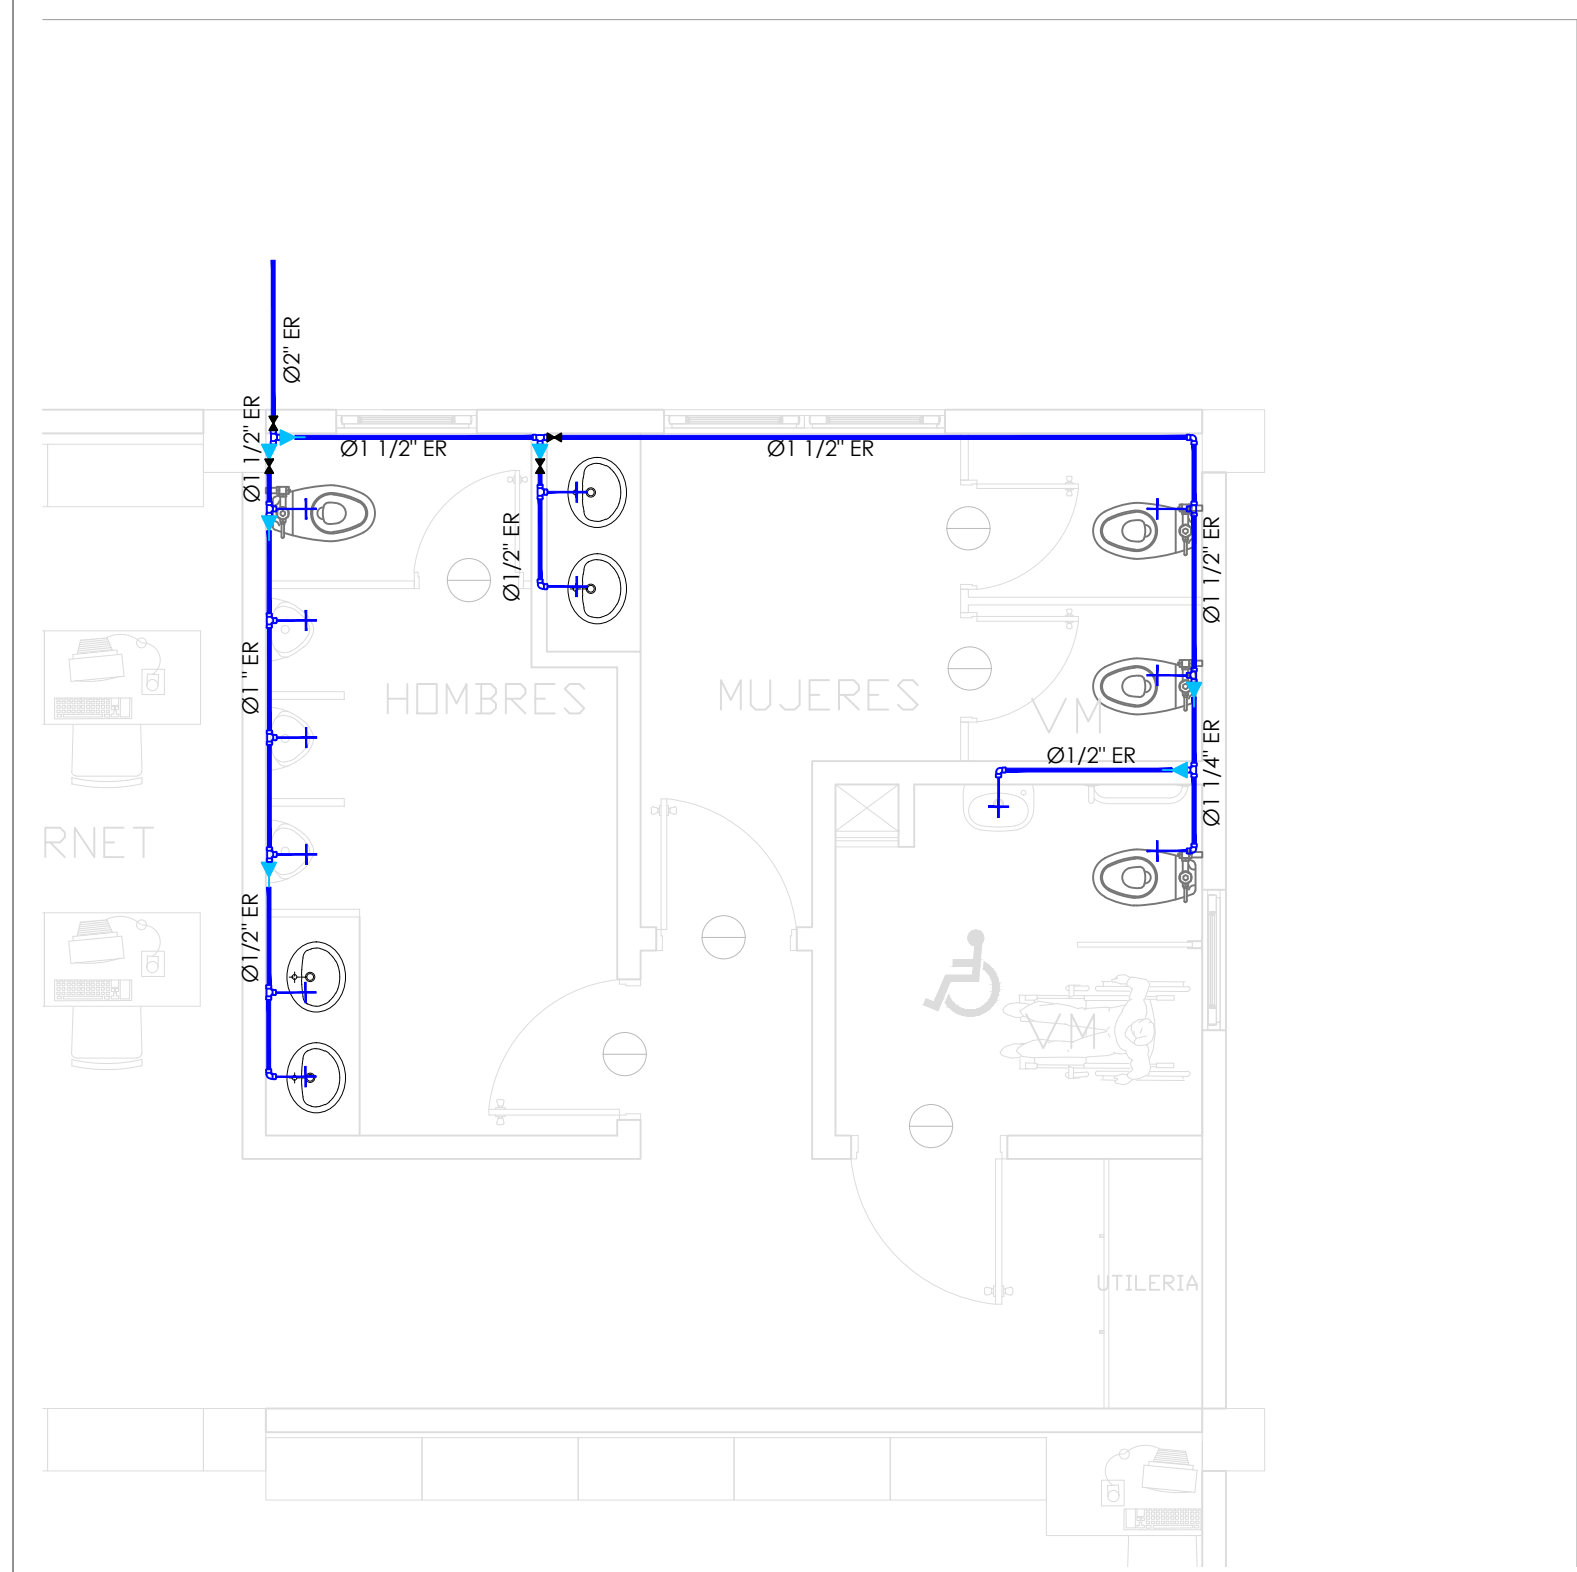 Ø2" ER
Ø1 1/2" ER
Ø1 1/2" ER
Ø1 1/2" ER
Ø1/2" ER
Ø1 1/2" ER
Ø1 " ER
HOMBRES
MUJERES
VM
Ø1/2" ER
Ø1 1/4" ER
RNET
Ø1/2" ER
VM
UTILERIA